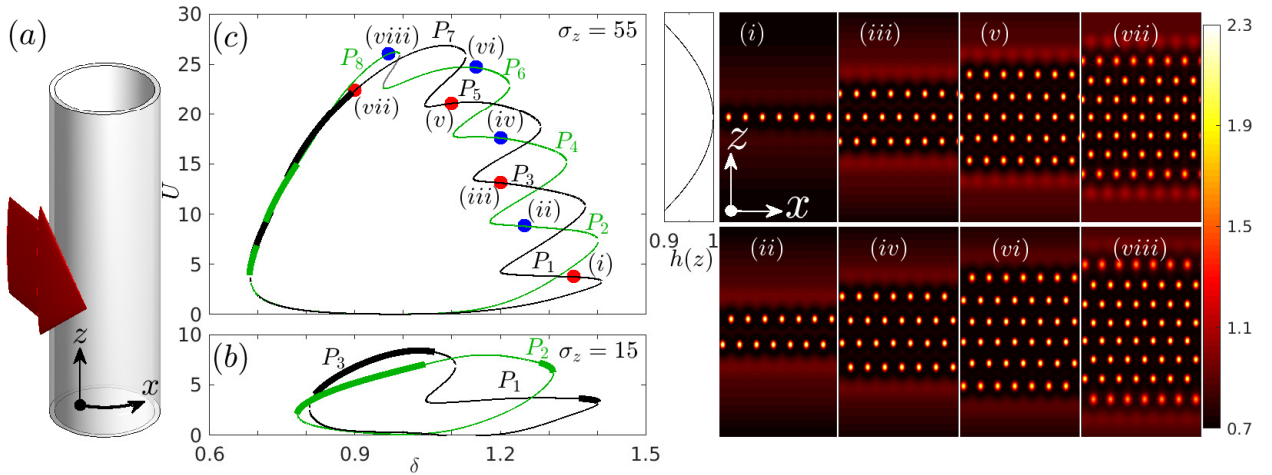 (a)
z
x
U
30
25
20
15
10
5
0
(c)
σz = 55
P8
(viii)
P7
(vi)
P6
(vii)
P5
(v)
(iv)
P4
P3
(iii)
(ii)
P2
P1
(i)
10
5
0
(b)
σz = 15
P3
P2
P1
0.6 0.9 1.2 1.5
δ
0.9 1
h(z)
(i) (iii) (v) (vii)
z
x
(ii) (iv) (vi) (viii)
2.3
1.9
1.5
1.1
0.7